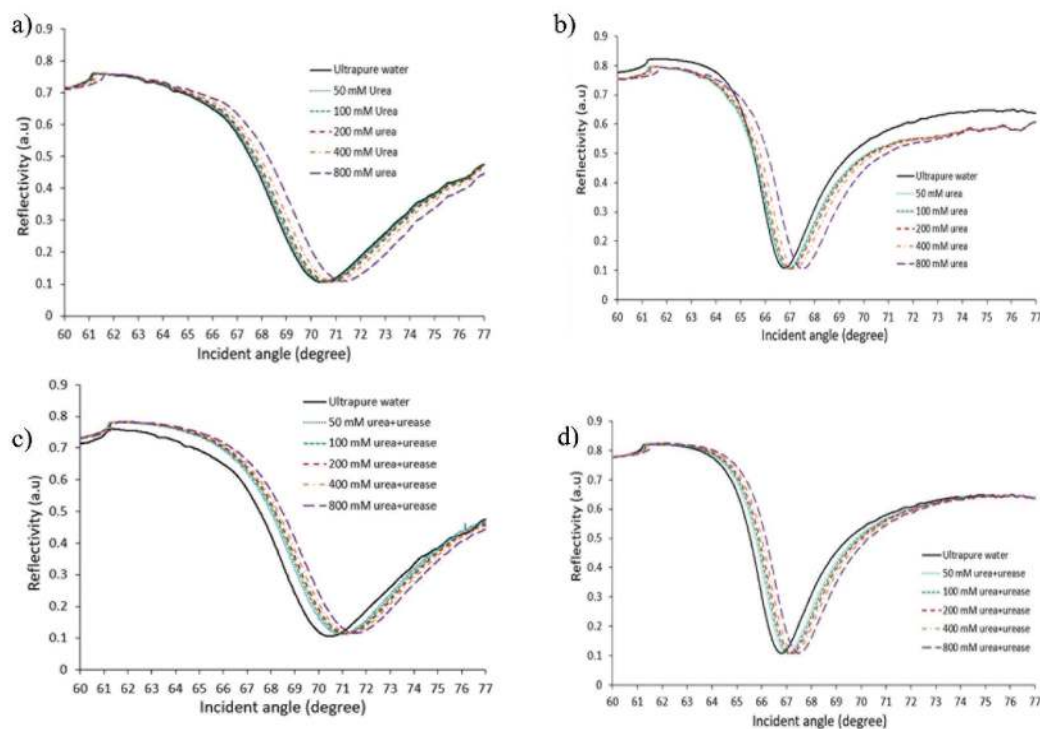 a)
0.9
0.8
0.7
0.6
0.5
0.4
0.3
0.2
0.1
0
Reflectivity (a.u)
Ultrapure water
50 mM Urea
100 mM Urea
200 mM urea
400 mM Urea
800 mM Urea
60 61 62 63 64 65 66 67 68 69 70 71 72 73 74 75 76 77
Incident angle (degree)
b)
0.9
0.8
0.7
0.6
0.5
0.4
0.3
0.2
0.1
0
Reflectivity (a.u)
Ultrapure water
50 mM urea
100 mM urea
200 mM urea
400 mM urea
800 mM urea
60 61 62 63 64 65 66 67 68 69 70 71 72 73 74 75 76 77
Incident angle (degree)
c)
0.9
0.8
0.7
0.6
0.5
0.4
0.3
0.2
0.1
0
Reflectivity (a.u)
Ultrapure water
50 mM urea+urease
100 mM urea+urease
200 mM urea+urease
400 mM urea+urease
800 mM urea+urease
60 61 62 63 64 65 66 67 68 69 70 71 72 73 74 75 76 77
Incident angle (degree)
d)
0.9
0.8
0.7
0.6
0.5
0.4
0.3
0.2
0.1
0
Reflectivity (a.u)
Ultrapure water
50 mM urea+urease
100 mM urea+urease
200 mM urea+urease
400 mM urea+urease
800 mM urea+urease
60 61 62 63 64 65 66 67 68 69 70 71 72 73 74 75 76 77
Incident angle (degree)